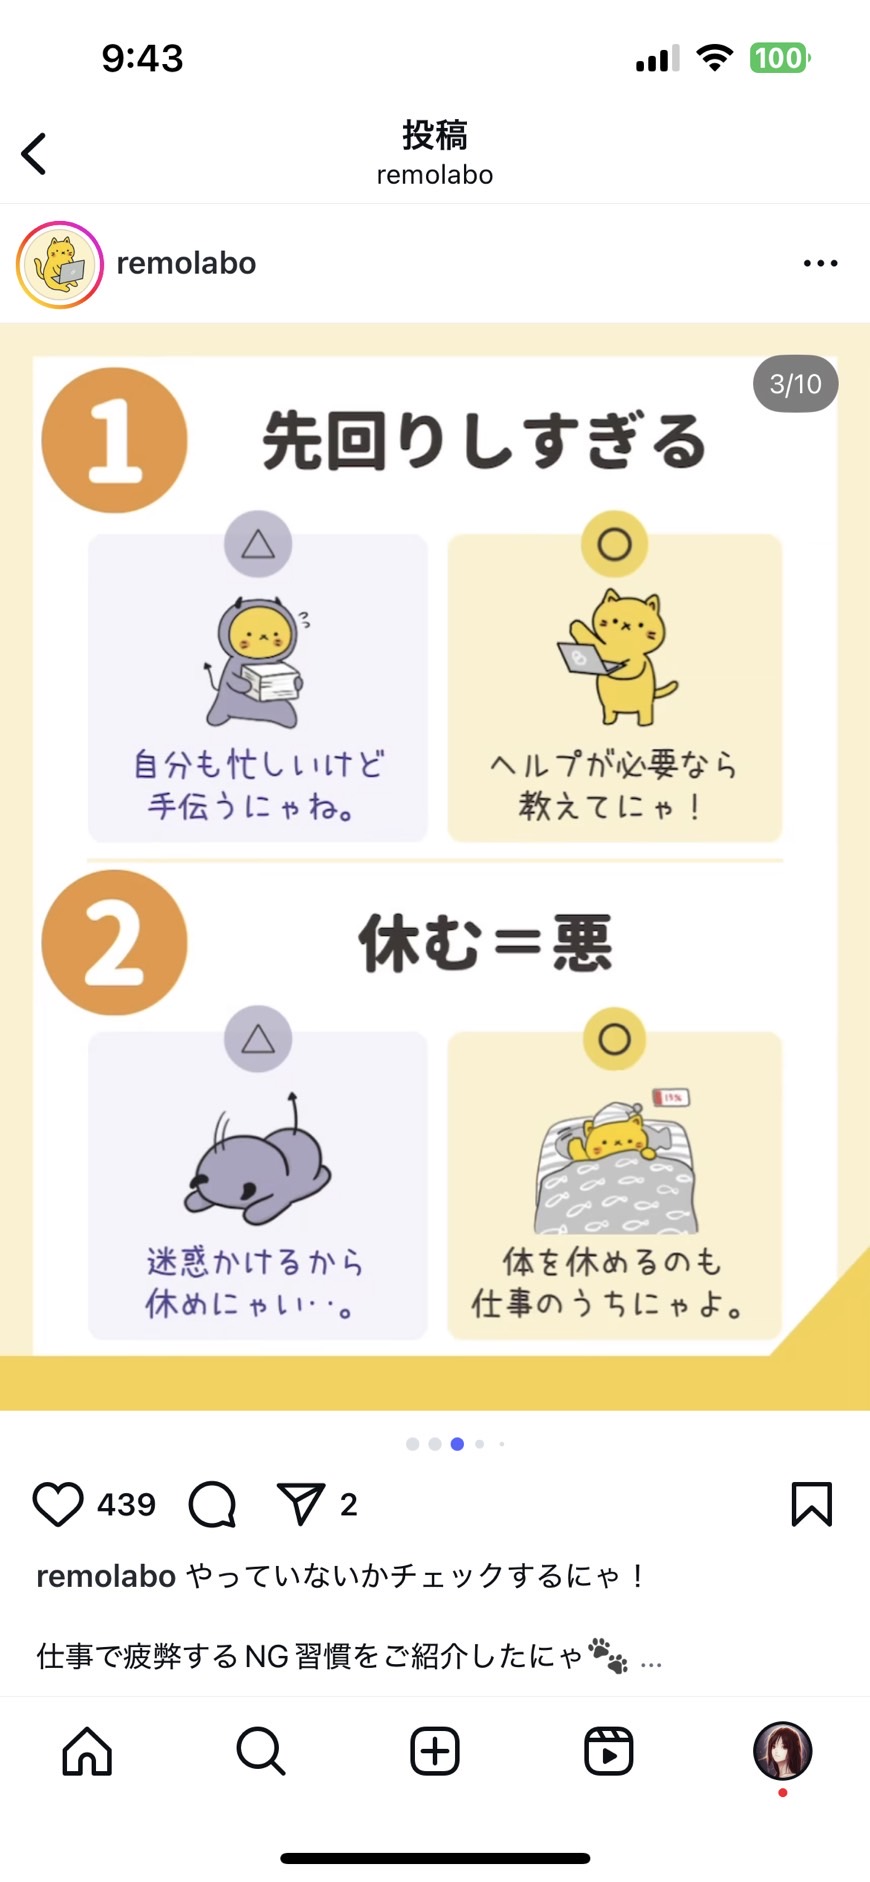 9:43
100
投稿
remolabo
remolabo
3/10
1
先回りしすぎる
△
○
自分も忙しいけど
手伝うにゃね。
ヘルプが必要なら
教えてにゃ！
2
休む＝悪
△
○
15%
迷惑かけるから
休めにゃい‥。
体を休めるのも
仕事のうちにゃよ。
439
2
remolabo やっていないかチェックするにゃ！
仕事で疲弊するNG習慣をご紹介したにゃ🐾 ...